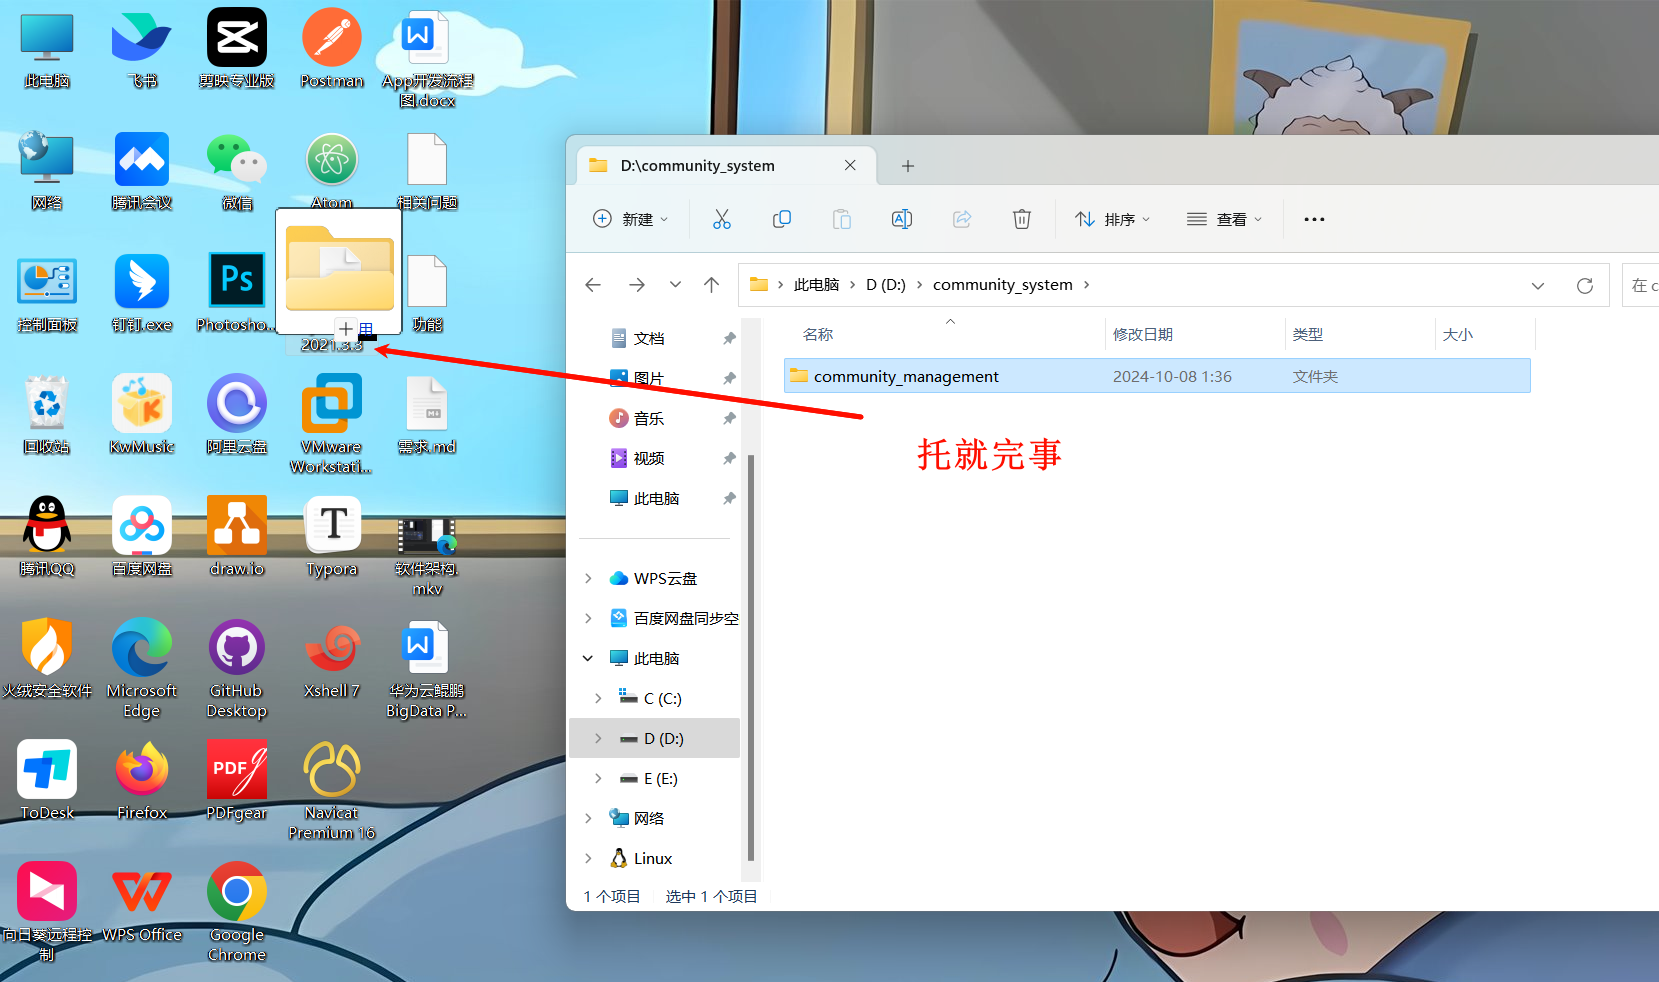 此电脑
飞书
剪映专业版
Postman
App开发流程
图.docx
网络
腾讯会议
微信
Atom
相关问题
控制面板
钉钉.exe
Ps
Photosho...
2021.3.3
功能
回收站
KwMusic
阿里云盘
VMware
Workstati...
需求.md
腾讯QQ
百度网盘
draw.io
Typora
软件架构.
mkv
火绒安全软件
Microsoft
Edge
GitHub
Desktop
Xshell 7
华为云鲲鹏
BigData P...
ToDesk
Firefox
PDF
PDFgear
Navicat
Premium 16
向日葵远程控
制
WPS Office
Google
Chrome
D:\community_system
新建
排序
查看
此电脑 › D (D:) › community_system ›
在 c
名称 修改日期 类型 大小
community_management 2024-10-08 1:36 文件夹
托就完事
文档
图片
音乐
视频
此电脑
WPS云盘
百度网盘同步空
此电脑
C (C:)
D (D:)
E (E:)
网络
Linux
1 个项目 选中 1 个项目